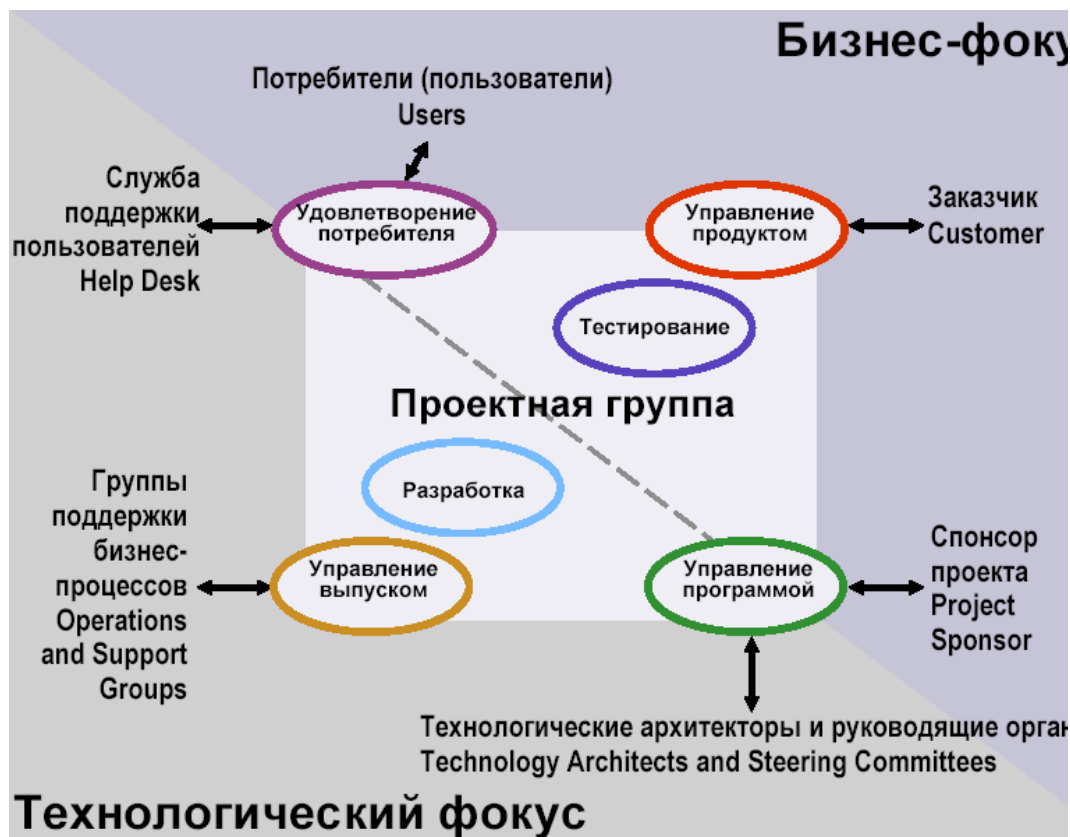 Бизнес-фоку
Потребители (пользователи)
Users
Служба
поддержки
пользователей
Help Desk
Удовлетворение
потребителя
Управление
продуктом
Заказчик
Customer
Тестирование
Проектная группа
Разработка
Группы
поддержки
бизнес-
процессов
Operations
and Support
Groups
Управление
выпуском
Управление
программой
Спонсор
проекта
Project
Sponsor
Технологические архитекторы и руководящие орган
Technology Architects and Steering Committees
Технологический фокус